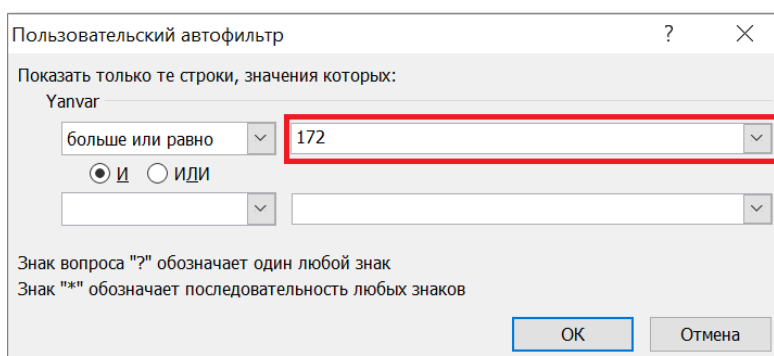 Пользовательский автофильтр ?
Показать только те строки, значения которых:
Yanvar
больше или равно 172
И ИЛИ
Знак вопроса "?" обозначает один любой знак
Знак "*" обозначает последовательность любых знаков
ОК Отмена